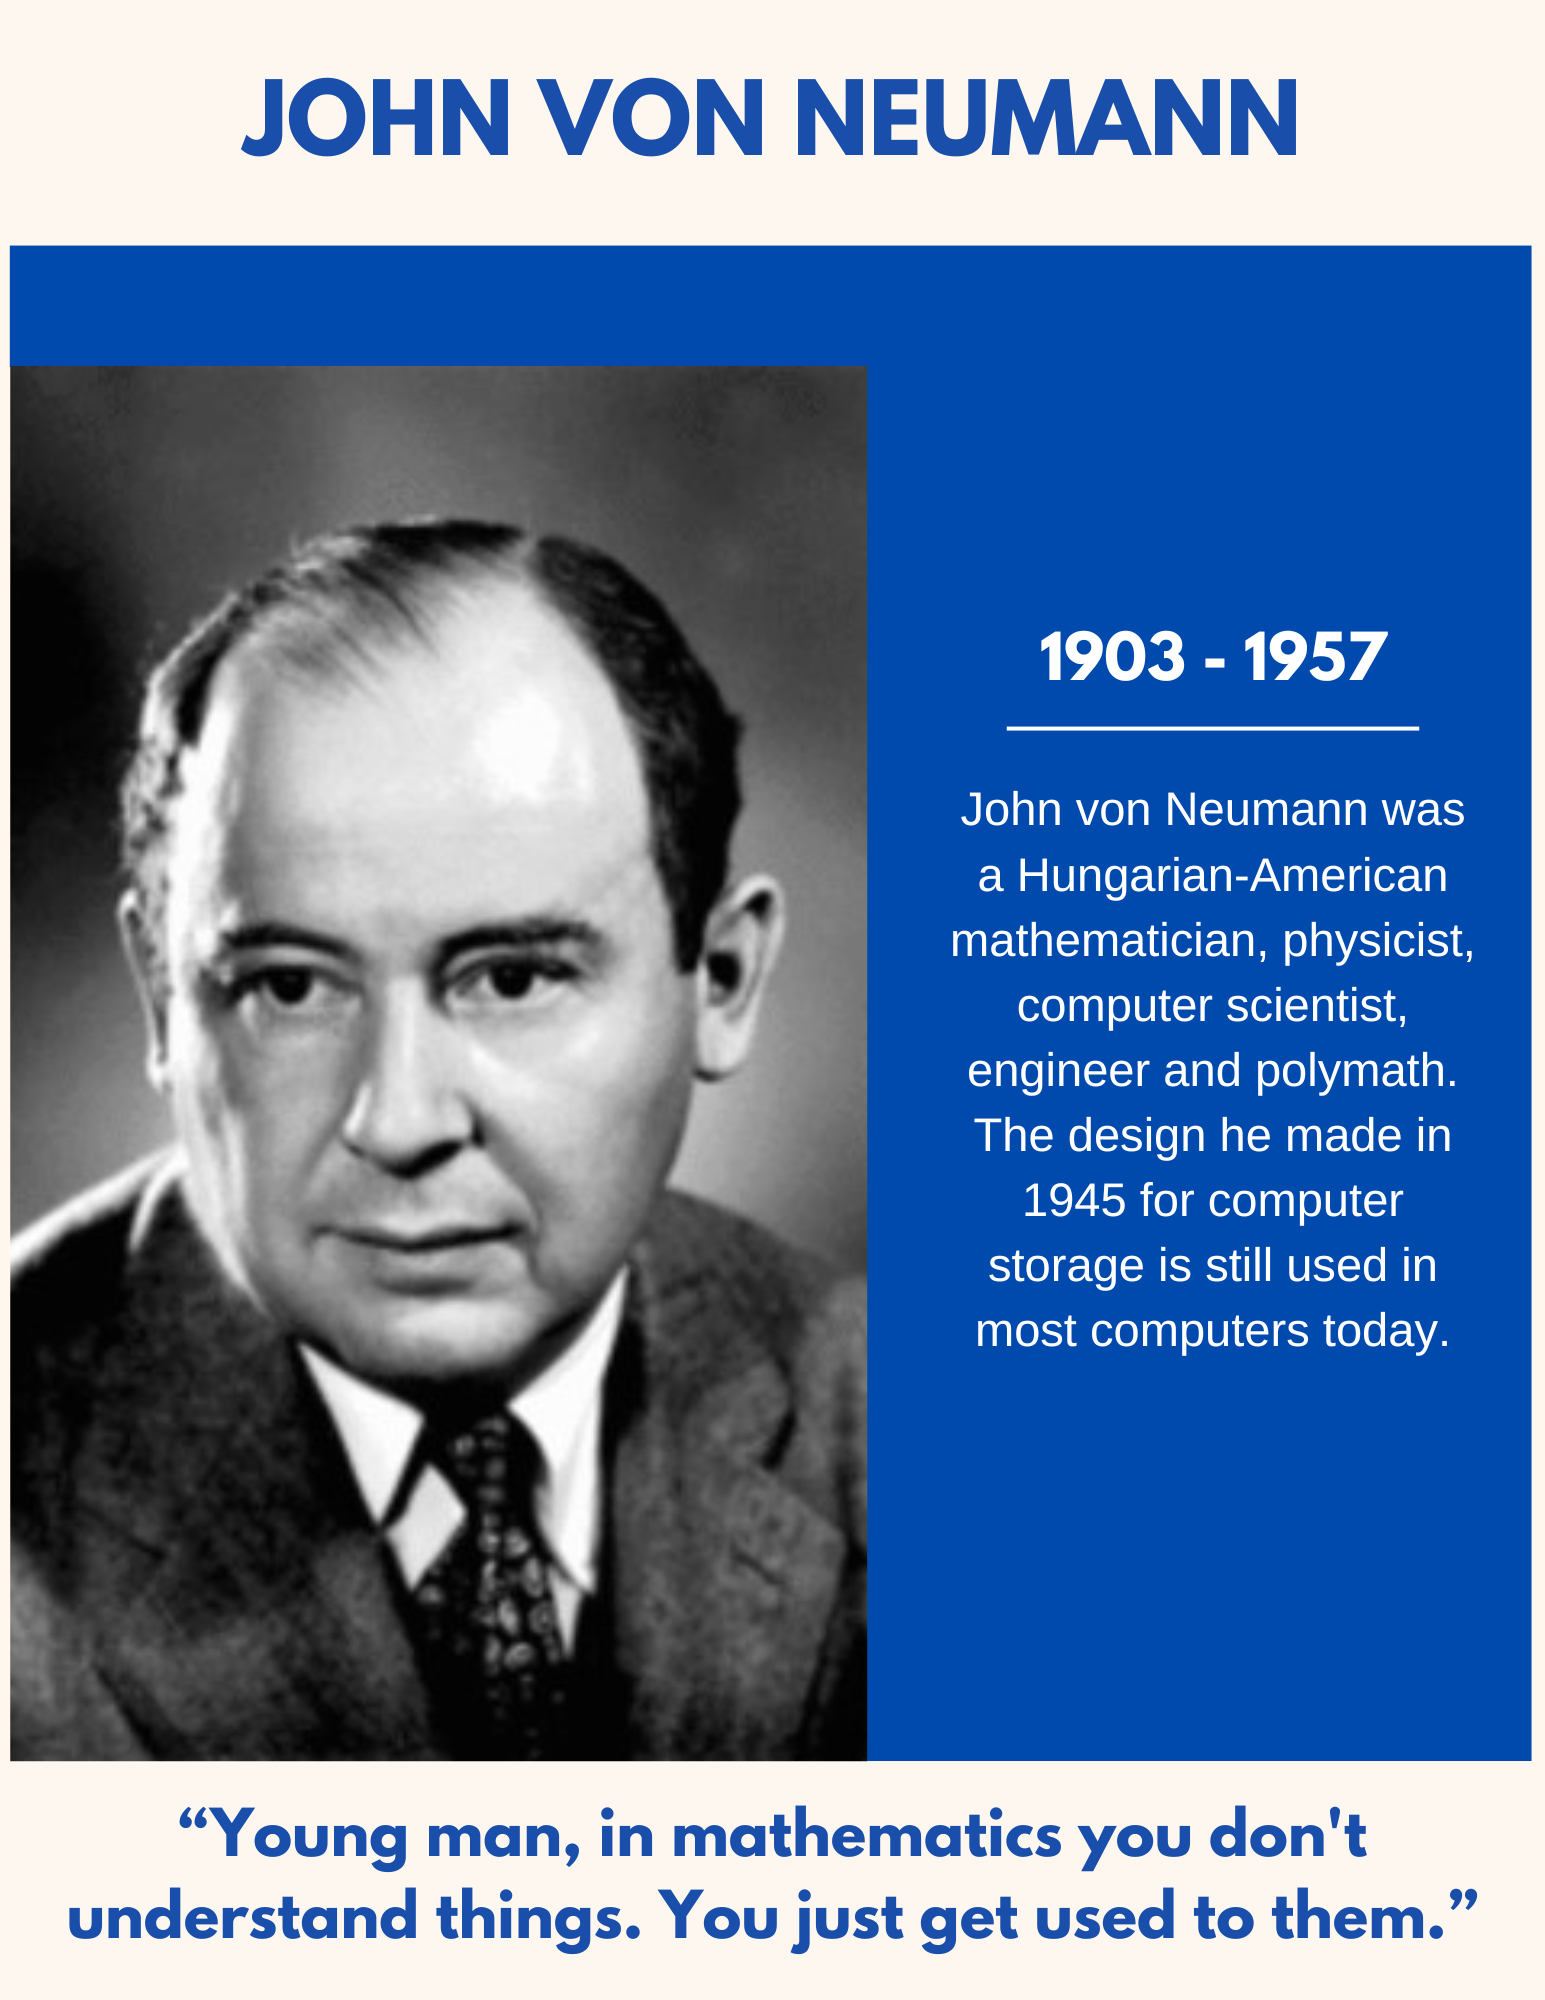 JOHN VON NEUMANN
1903 - 1957
John von Neumann was
a Hungarian-American
mathematician, physicist,
computer scientist,
engineer and polymath.
The design he made in
1945 for computer
storage is still used in
most computers today.
“Young man, in mathematics you don't
understand things. You just get used to them.”